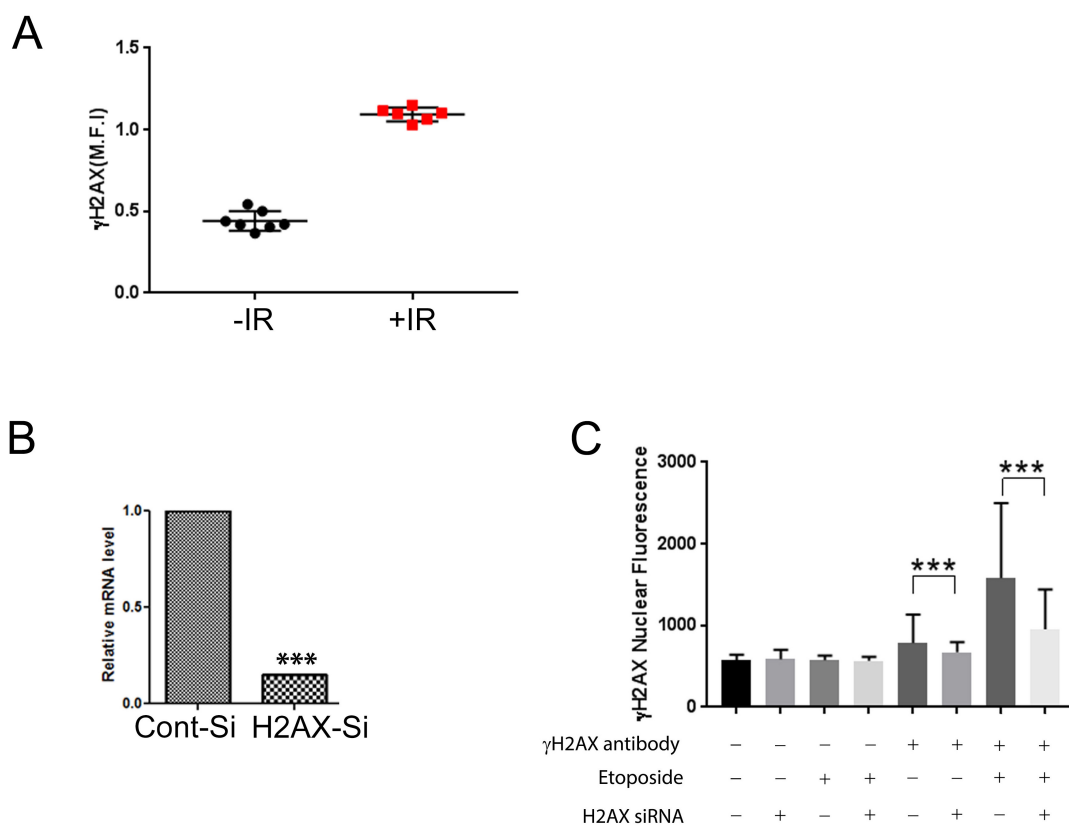 A
γH2AX(M.F.I)
1.5
1.0
0.5
0.0
-IR +IR
B
Relative mRNA level
1.0
0.5
0.0
***
Cont-Si H2AX-Si
C
γH2AX Nuclear Fluorescence
3000
2000
1000
0
***
***
γH2AX antibody − − − − + + + +
Etoposide − − + + − − + +
H2AX siRNA − + − + − + − +